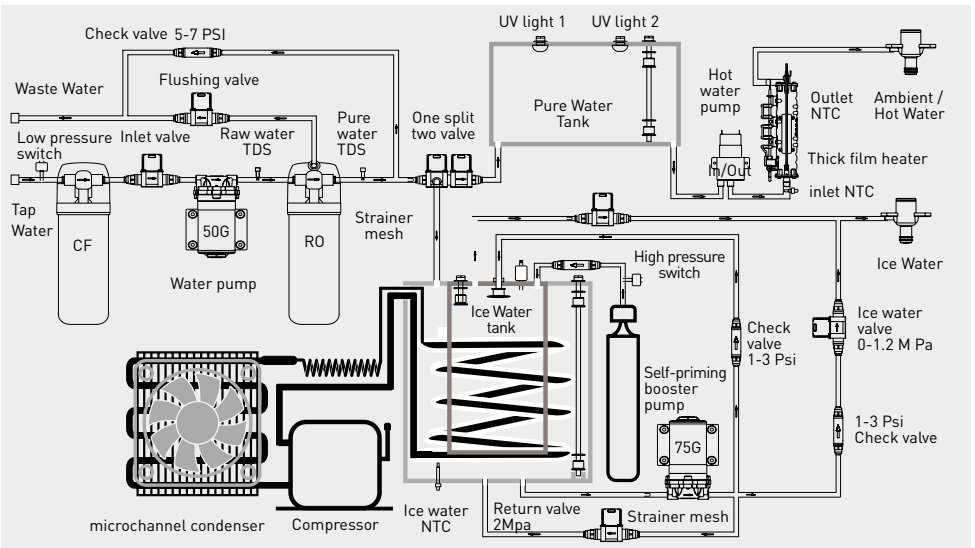 UV light 1
UV light 2
Check valve 5-7 PSI
Flushing valve
Waste Water
Low pressure
switch
Inlet valve
Raw water
TDS
Pure
water
TDS
One split
two valve
Pure Water
Tank
Hot
water
pump
In/Out
Outlet
NTC
Ambient /
Hot Water
Thick film heater
inlet NTC
Tap
Water
CF
50G
Water pump
RO
Strainer
mesh
Ice Water
High pressure
switch
Ice Water
tank
Check
valve
1-3 Psi
Ice water
valve
0-1.2 M Pa
Self-priming
booster
pump
75G
1-3 Psi
Check valve
microchannel condenser
Compressor
Ice water
NTC
Return valve
2Mpa
Strainer mesh